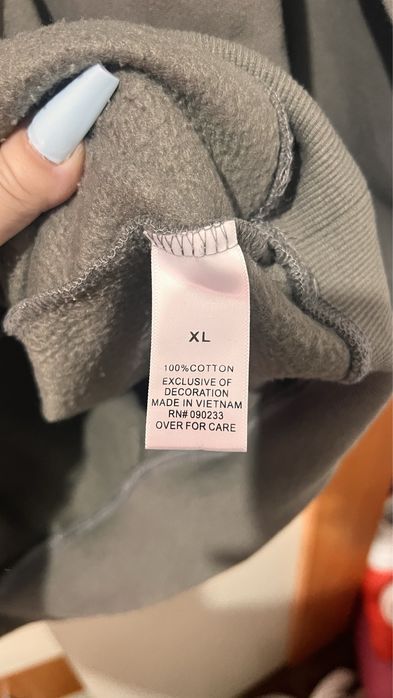 XL
100%COTTON
EXCLUSIVE OF
DECORATION
MADE IN VIETNAM
RN# 090233
OVER FOR CARE